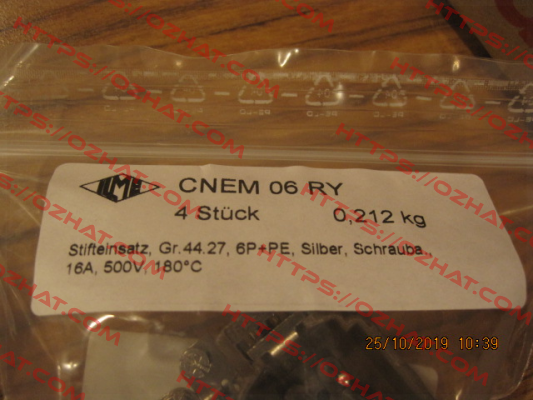 ILME CNEM 06 RY
4 Stück 0,212 kg
Stifteinsatz, Gr.44.27, 6P+PE, Silber, Schrauba
16A, 500V, 180°C
25/10/2019 10:39
HTTPS://OZHAT.COM